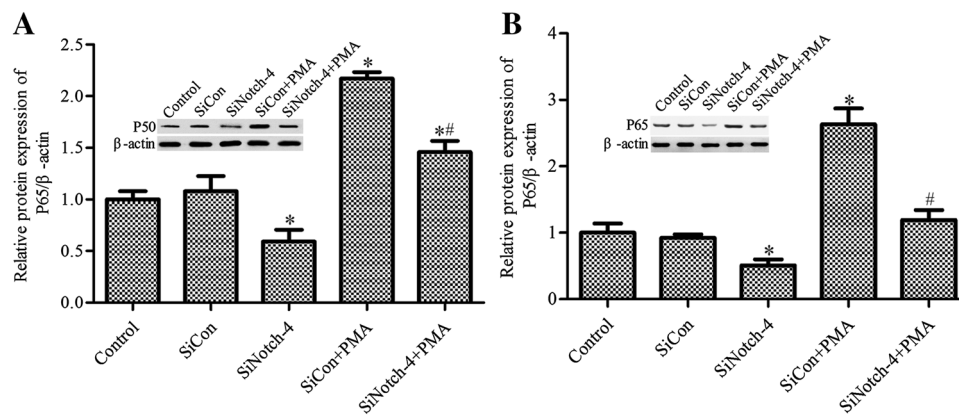 A
Relative protein expression of
P65/β -actin
2.5
2.0
1.5
1.0
0.5
0.0
Control
SiCon
SiNotch-4
SiCon+PMA
SiNotch-4+PMA
P50
β -actin
*
*
*#
Control
SiCon
SiNotch-4
SiCon+PMA
SiNotch-4+PMA
B
Relative protein expression of
P65/β -actin
4
3
2
1
0
Control
SiCon
SiNotch-4
SiCon+PMA
SiNotch-4+PMA
P65
β -actin
*
*
#
Control
SiCon
SiNotch-4
SiCon+PMA
SiNotch-4+PMA